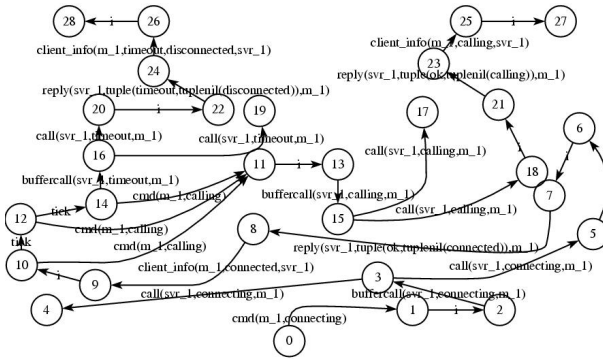 28
i
26
25
i
27
client_info(m_1,timeout,disconnected,svr_1)
client_info(m_1,calling,svr_1)
24
23
reply(svr_1,tuple(timeout,tuplenil(disconnected)),m_1)
reply(svr_1,tuple(ok,tuplenil(calling)),m_1)
20
i
22
19
17
21
6
call(svr_1,timeout,m_1)
call(svr_1,timeout,m_1)
i
i
16
11
i
13
call(svr_1,calling,m_1)
18
buffercall(svr_1,timeout,m_1)
buffercall(svr_1,calling,m_1)
7
14
cmd(m_1,calling)
12
tick
15
call(svr_1,calling,m_1)
cmd(m_1,calling)
8
5
tick
cmd(m_1,calling)
reply(svr_1,tuple(ok,tuplenil(connected)),m_1)
10
i
9
client_info(m_1,connected,svr_1)
3
call(svr_1,connecting,m_1)
call(svr_1,connecting,m_1)
buffercall(svr_1,connecting,m_1)
4
cmd(m_1,connecting)
1
i
2
0